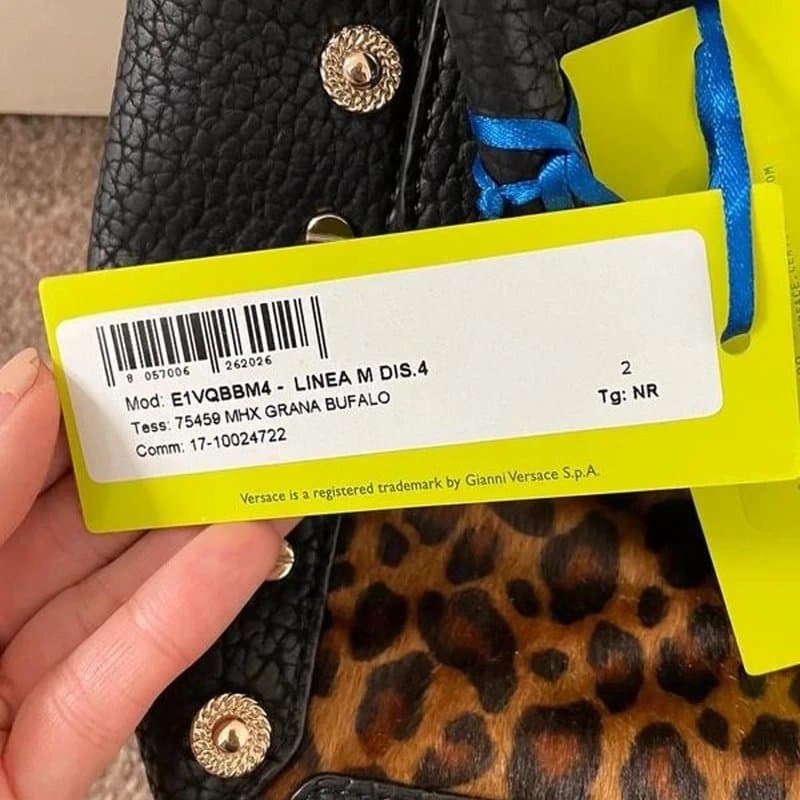 8 057006 262026
Mod: E1VQBBM4 - LINEA M DIS.4
Tess: 75459 MHX GRANA BUFALO
Comm: 17-10024722
2
Tg: NR
Versace is a registered trademark by Gianni Versace S.p.A.